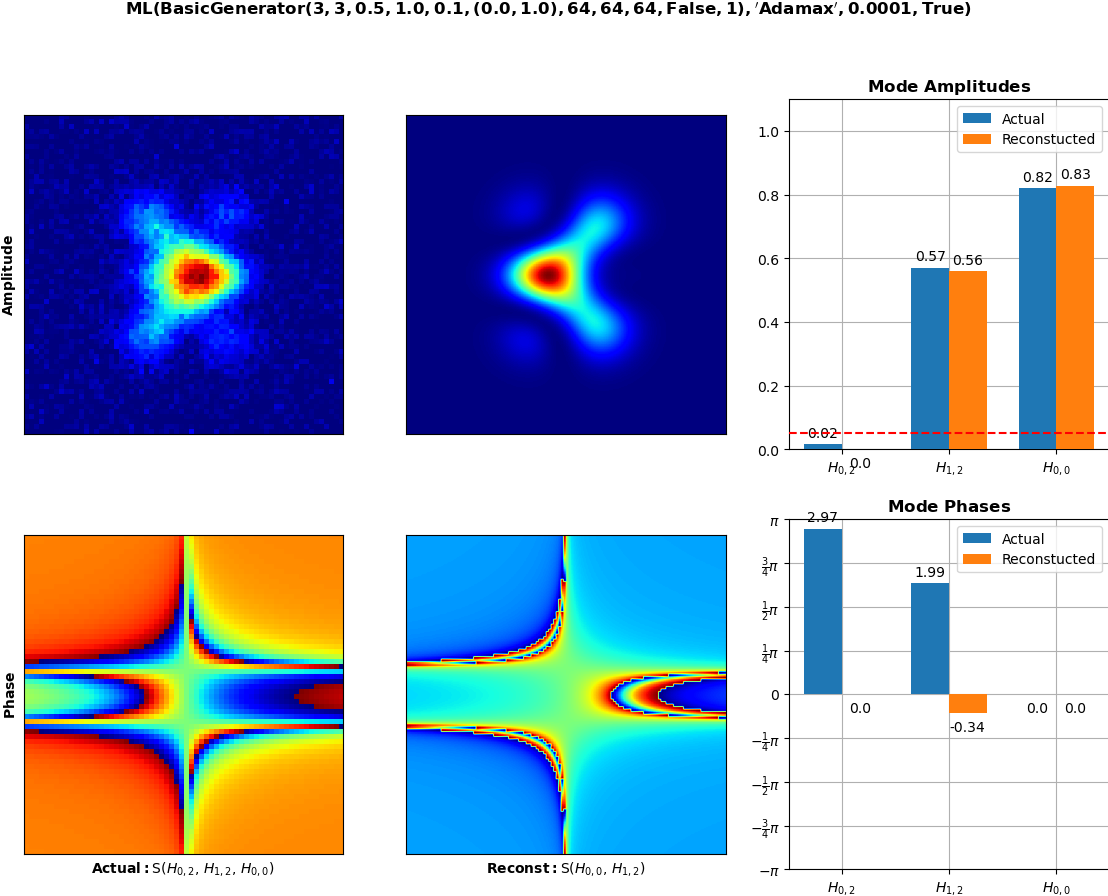 ML(BasicGenerator(3, 3, 0.5, 1.0, 0.1, (0.0, 1.0), 64, 64, 64, False, 1), ′Adamax′, 0.0001, True)
Amplitude
Mode Amplitudes
Actual
Reconstucted
1.0
0.8
0.6
0.4
0.2
0.0
0.02
0.0
0.57
0.56
0.82
0.83
H0, 2
H1, 2
H0, 0
Phase
Mode Phases
Actual
Reconstucted
π
3/4π
1/2π
1/4π
0
−1/4π
−1/2π
−3/4π
−π
2.97
0.0
1.99
-0.34
0.0
0.0
H0, 2
H1, 2
H0, 0
Actual: S(H0, 2, H1, 2, H0, 0)
Reconst: S(H0, 0, H1, 2)